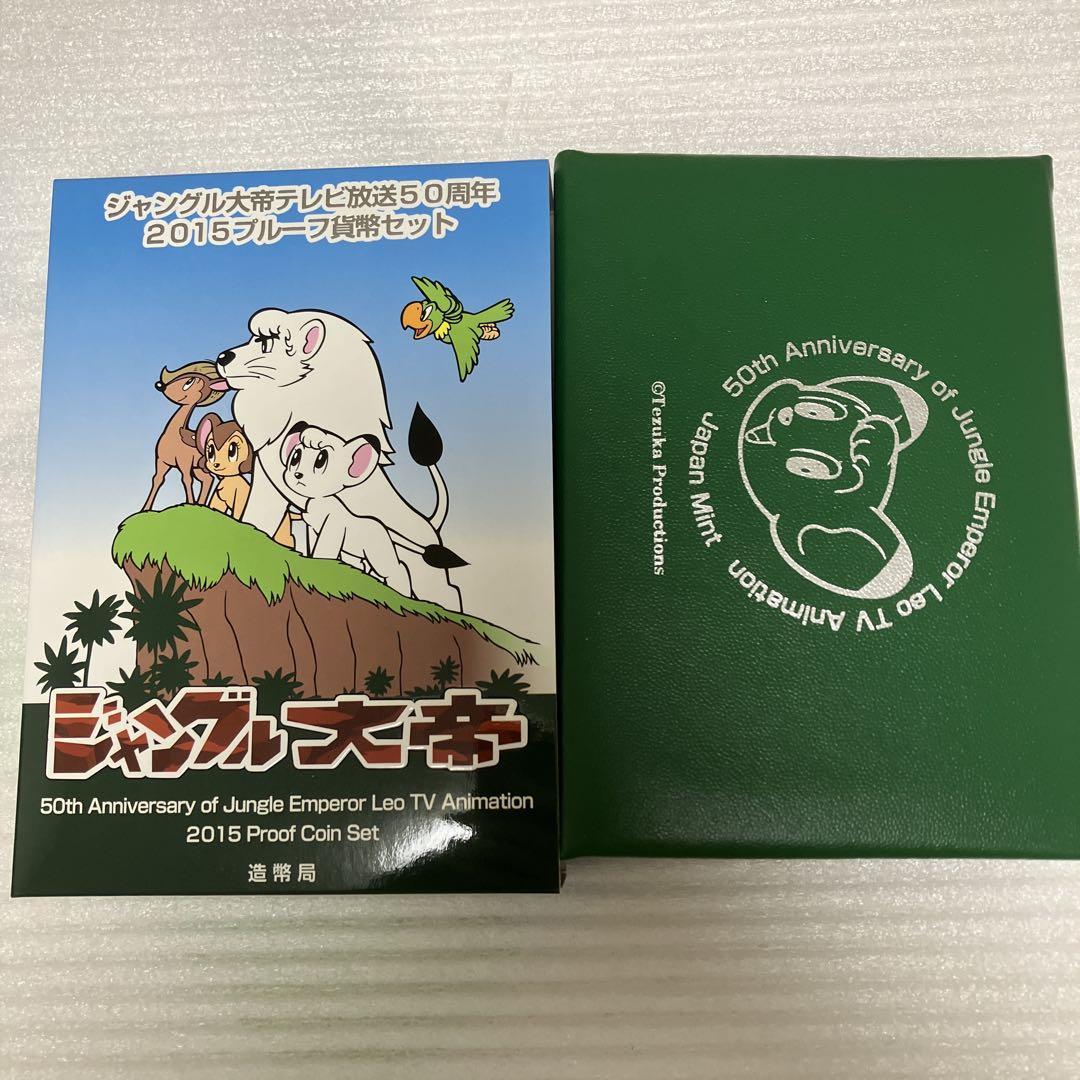 ジャングル大帝テレビ放送50周年
2015プルーフ貨幣セット
ジャングル大帝
50th Anniversary of Jungle Emperor Leo TV Animation
2015 Proof Coin Set
造幣局
50th Anniversary of Jungle Emperor Leo TV Animation
Japan Mint
©Tezuka Productions